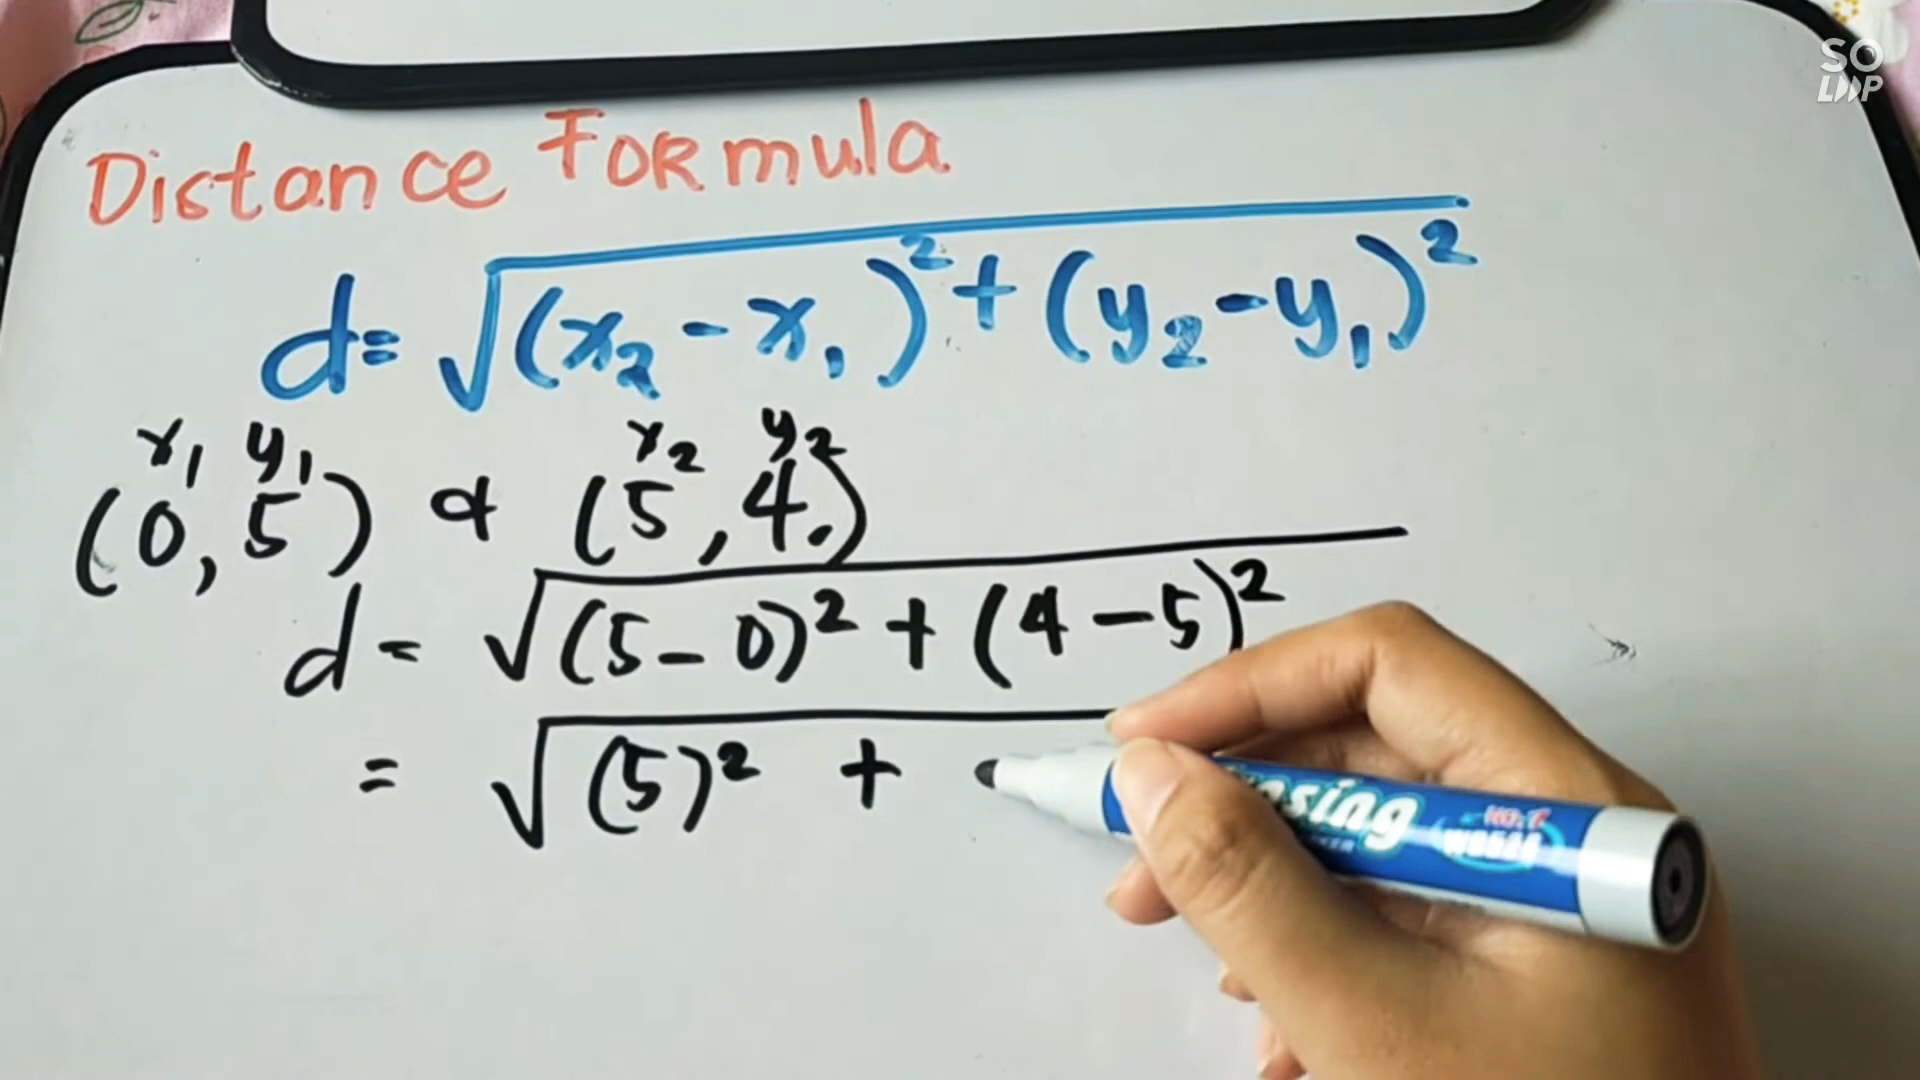 SO
LOOP
Distance Formula
d = √(x₂ - x₁)² + (y₂ - y₁)²
x₁ y₁ x₂ y₂
(0, 5) & (5, 4)
d = √(5 - 0)² + (4 - 5)²
= √(5)² +